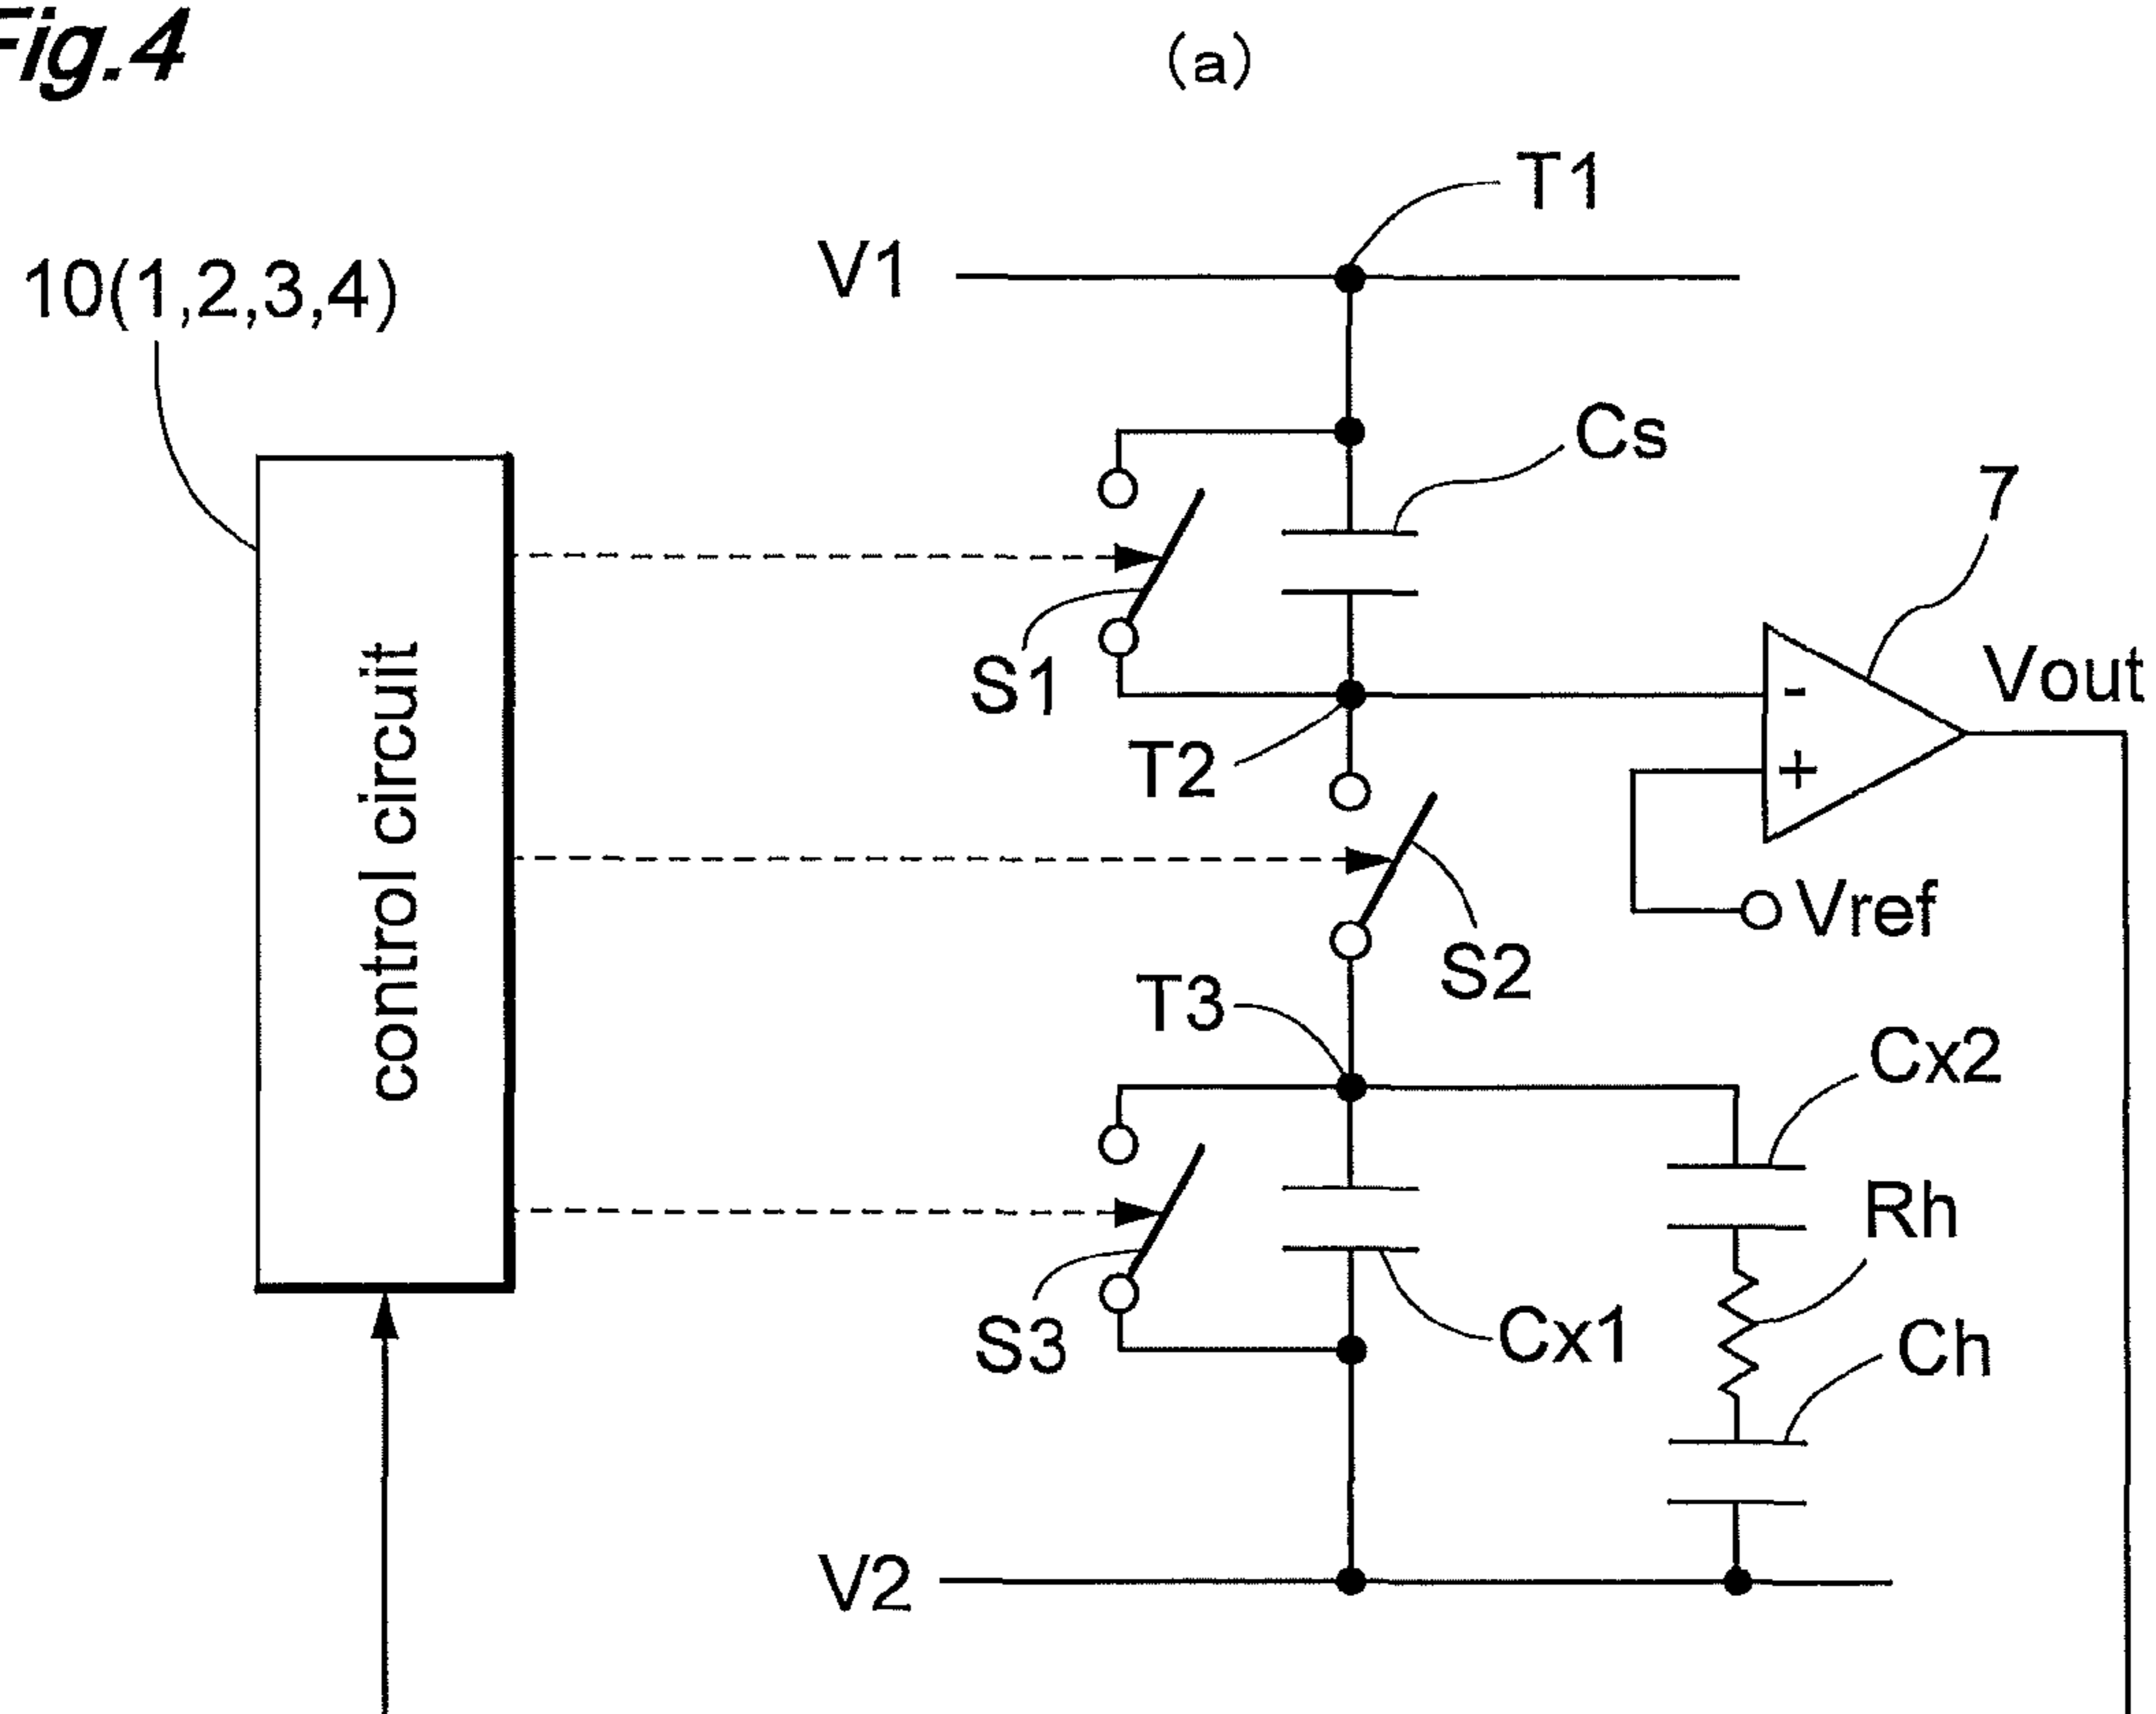 Fig.4
(a)
T1
V1
10(1,2,3,4)
Cs
7
control circuit
S1
Vout
-
T2
+
Vref
S2
T3
Cx2
Rh
S3
Cx1
Ch
V2